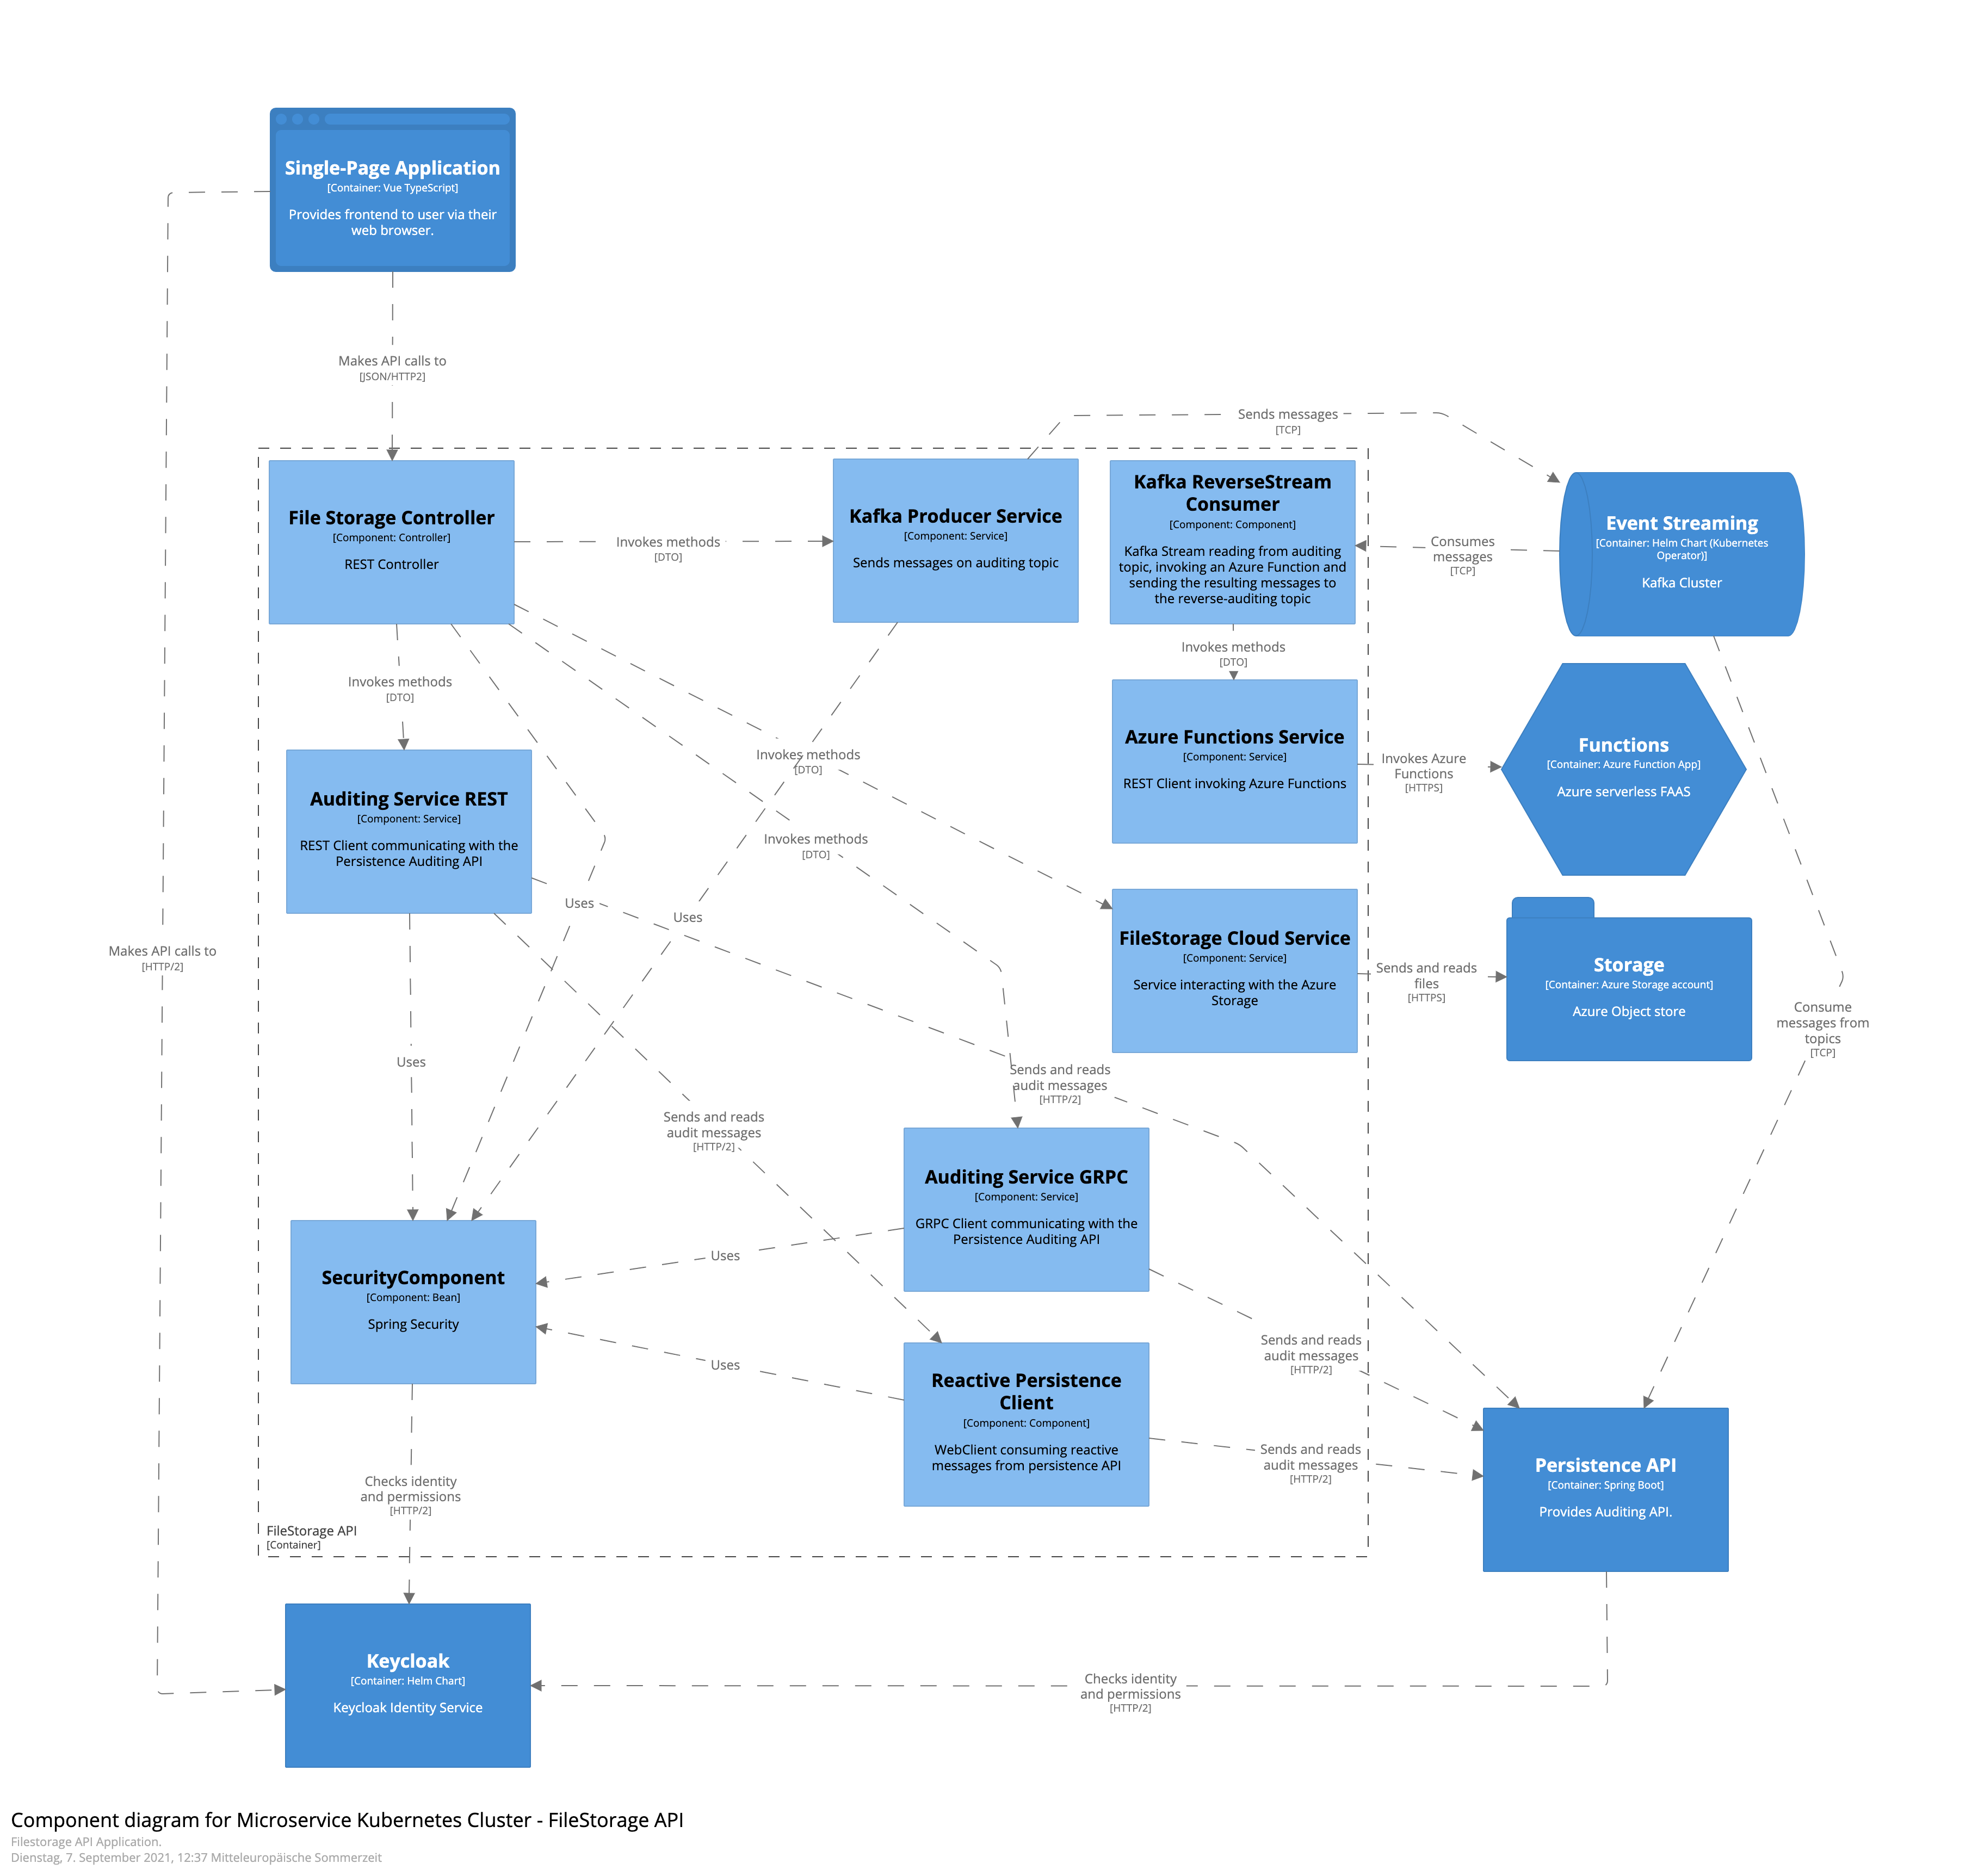 Single-Page Application
[Container: Vue TypeScript]
Provides frontend to user via their
web browser.
Makes API calls to
[JSON/HTTP2]
Sends messages
[TCP]
File Storage Controller
[Component: Controller]
REST Controller
Invokes methods
[DTO]
Kafka Producer Service
[Component: Service]
Sends messages on auditing topic
Kafka ReverseStream
Consumer
[Component: Component]
Kafka Stream reading from auditing
topic, invoking an Azure Function and
sending the resulting messages to
the reverse-auditing topic
Consumes
messages
[TCP]
Event Streaming
[Container: Helm Chart (Kubernetes
Operator)]
Kafka Cluster
Invokes methods
[DTO]
Invokes methods
[DTO]
Invokes methods
[DTO]
Invokes methods
[DTO]
Azure Functions Service
[Component: Service]
REST Client invoking Azure Functions
Invokes Azure
Functions
[HTTPS]
Functions
[Container: Azure Function App]
Azure serverless FAAS
Auditing Service REST
[Component: Service]
REST Client communicating with the
Persistence Auditing API
Uses
Uses
FileStorage Cloud Service
[Component: Service]
Service interacting with the Azure
Storage
Sends and reads
files
[HTTPS]
Storage
[Container: Azure Storage account]
Azure Object store
Makes API calls to
[HTTP/2]
Consume
messages from
topics
[TCP]
Uses
Sends and reads
audit messages
[HTTP/2]
Sends and reads
audit messages
[HTTP/2]
Auditing Service GRPC
[Component: Service]
GRPC Client communicating with the
Persistence Auditing API
Uses
SecurityComponent
[Component: Bean]
Spring Security
Uses
Sends and reads
audit messages
[HTTP/2]
Reactive Persistence
Client
[Component: Component]
WebClient consuming reactive
messages from persistence API
Sends and reads
audit messages
[HTTP/2]
Persistence API
[Container: Spring Boot]
Provides Auditing API.
Checks identity
and permissions
[HTTP/2]
FileStorage API
[Container]
Keycloak
[Container: Helm Chart]
Keycloak Identity Service
Checks identity
and permissions
[HTTP/2]
Component diagram for Microservice Kubernetes Cluster - FileStorage API
Filestorage API Application.
Dienstag, 7. September 2021, 12:37 Mitteleuropäische Sommerzeit